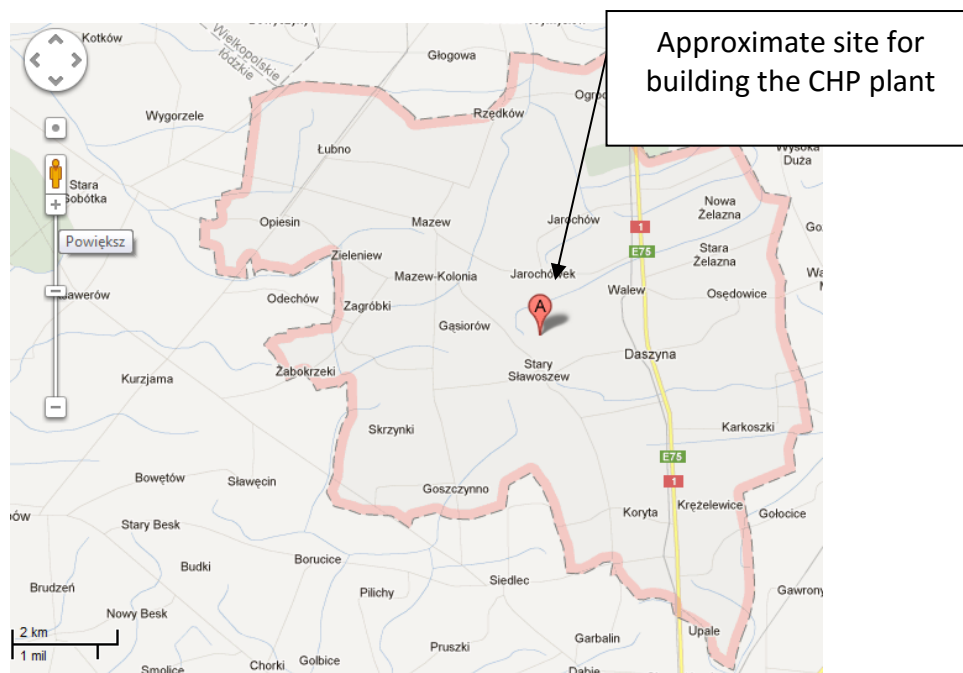 Approximate site for
building the CHP plant
Kotków
Wielkopolskie
łódzkie
Głogowa
Wygorzele
Rzędków
Łubno
Stara
Duża
Nowa
Żelazna
Powiększ
Opiesin
Mazew
Jarochów
1
E75
Stara
Żelazna
Zieleniew
Mazew-Kolonia
Jarochówek
Odechów
Zagróbki
Walew
Osędowice
A
Gąsiorów
Daszyna
Stary
Sławoszew
Żabokrzeki
Kurzjama
Skrzynki
Karkoszki
E75
1
Bowętów
Sławęcin
Goszczynno
Koryta
Krężelewice
Gołocice
Stary Besk
Borucice
Budki
Siedlec
Brudzeń
Pilichy
Gawrony
Nowy Besk
2 km
1 mil
Pruszki
Garbalin
Upale
Smolice
Chorki
Golbice
Dąbie